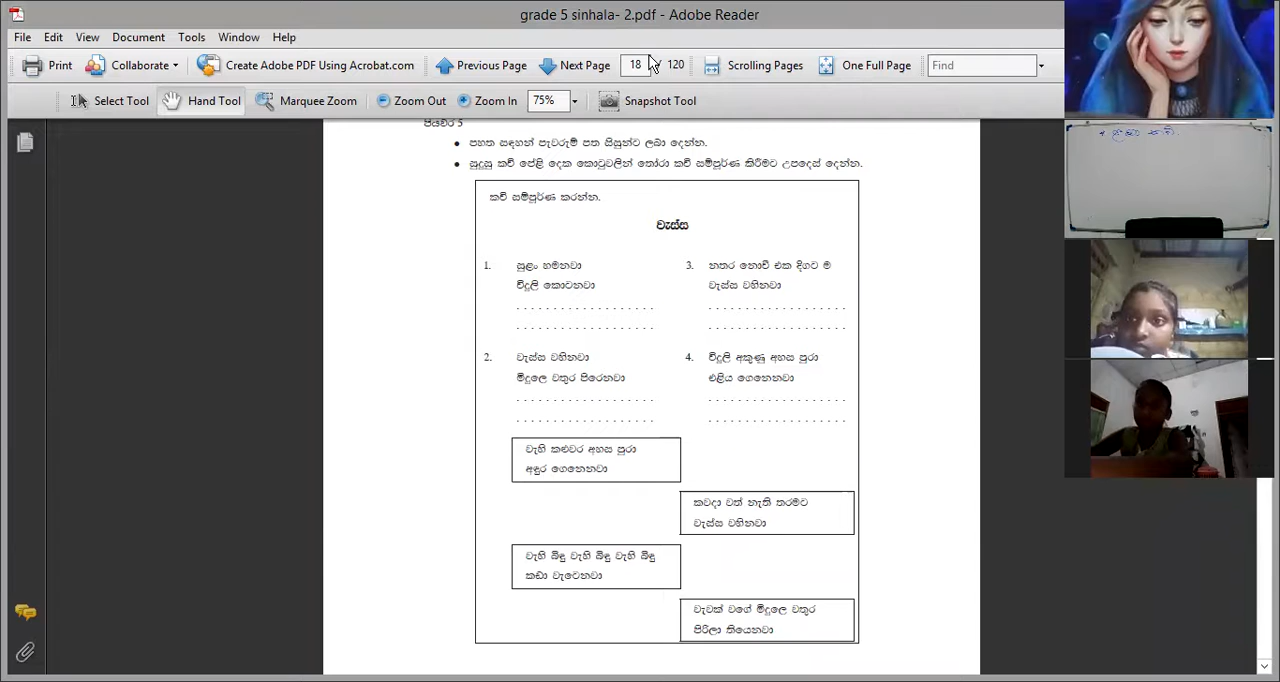 grade 5 sinhala- 2.pdf - Adobe Reader
File Edit View Document Tools Window Help
Print Collaborate Create Adobe PDF Using Acrobat.com Previous Page Next Page 18 / 120 Scrolling Pages One Full Page Find
Select Tool Hand Tool Marquee Zoom Zoom Out Zoom In 75% Snapshot Tool
පියවර 5
• පහත සඳහන් පැවරුම් පත සිසුන්ට ලබා දෙන්න.
• සුදුසු කවි පේළි දෙක කොටුවලින් තෝරා කවි සම්පූර්ණ කිරීමට උපදෙස් දෙන්න.
කවි සම්පූර්ණ කරන්න.
වැස්ස
1. සුළං හමනවා
විදුලි කොටනවා
2. වැස්ස වහිනවා
මිදුලෙ වතුර පිරෙනවා
3. නතර නොවී එක දිගට ම
වැස්ස වහිනවා
4. විදුලි අකුණු අහස පුරා
එළිය ගෙනෙනවා
වැහි කළුවර අහස පුරා
අඳුර ගෙනෙනවා
කවදා වත් නැති තරමට
වැස්ස වහිනවා
වැහි බිඳු වැහි බිඳු වැහි බිඳු
කඩා වැටෙනවා
වැවක් වගේ මිදුලෙ වතුර
පිරිලා තියෙනවා